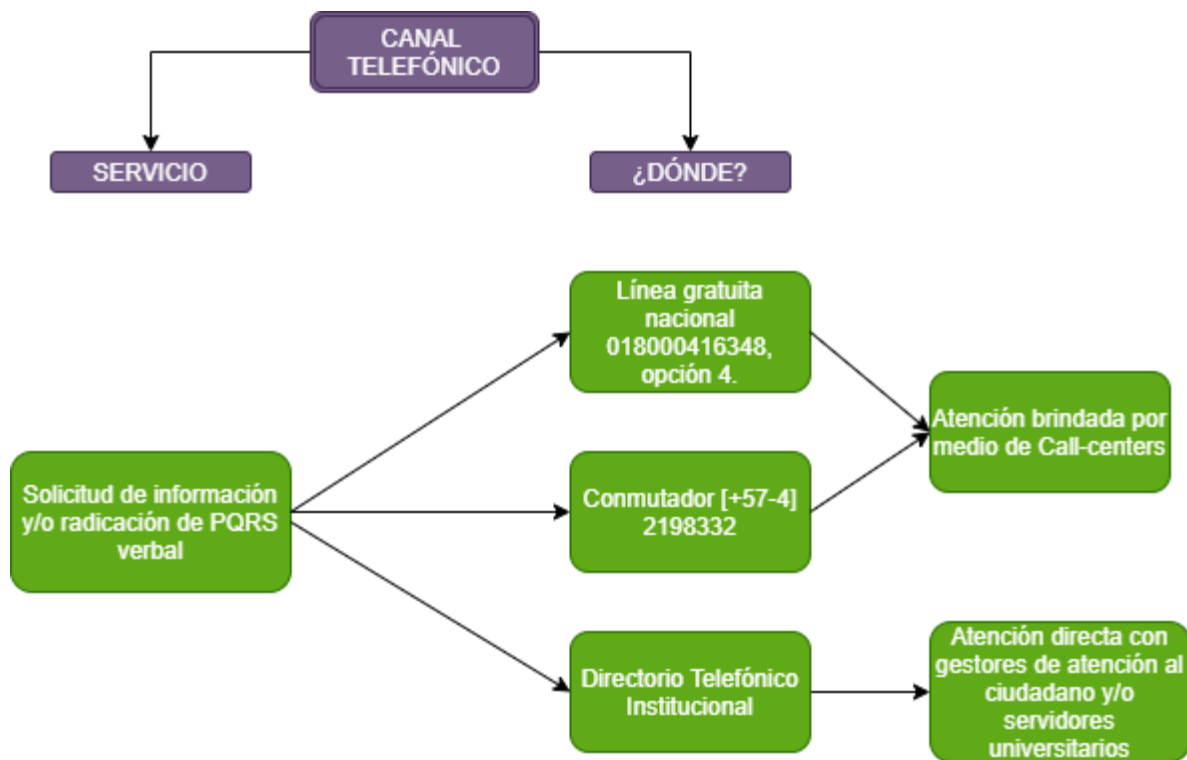 CANAL
TELEFÓNICO
SERVICIO
¿DÓNDE?
Línea gratuita
nacional
018000416348,
opción 4.
Atención brindada por
medio de Call-centers
Solicitud de información
y/o radicación de PQRS
verbal
Conmutador [+57-4]
2198332
Directorio Telefónico
Institucional
Atención directa con
gestores de atención al
ciudadano y/o
servidores
universitarios